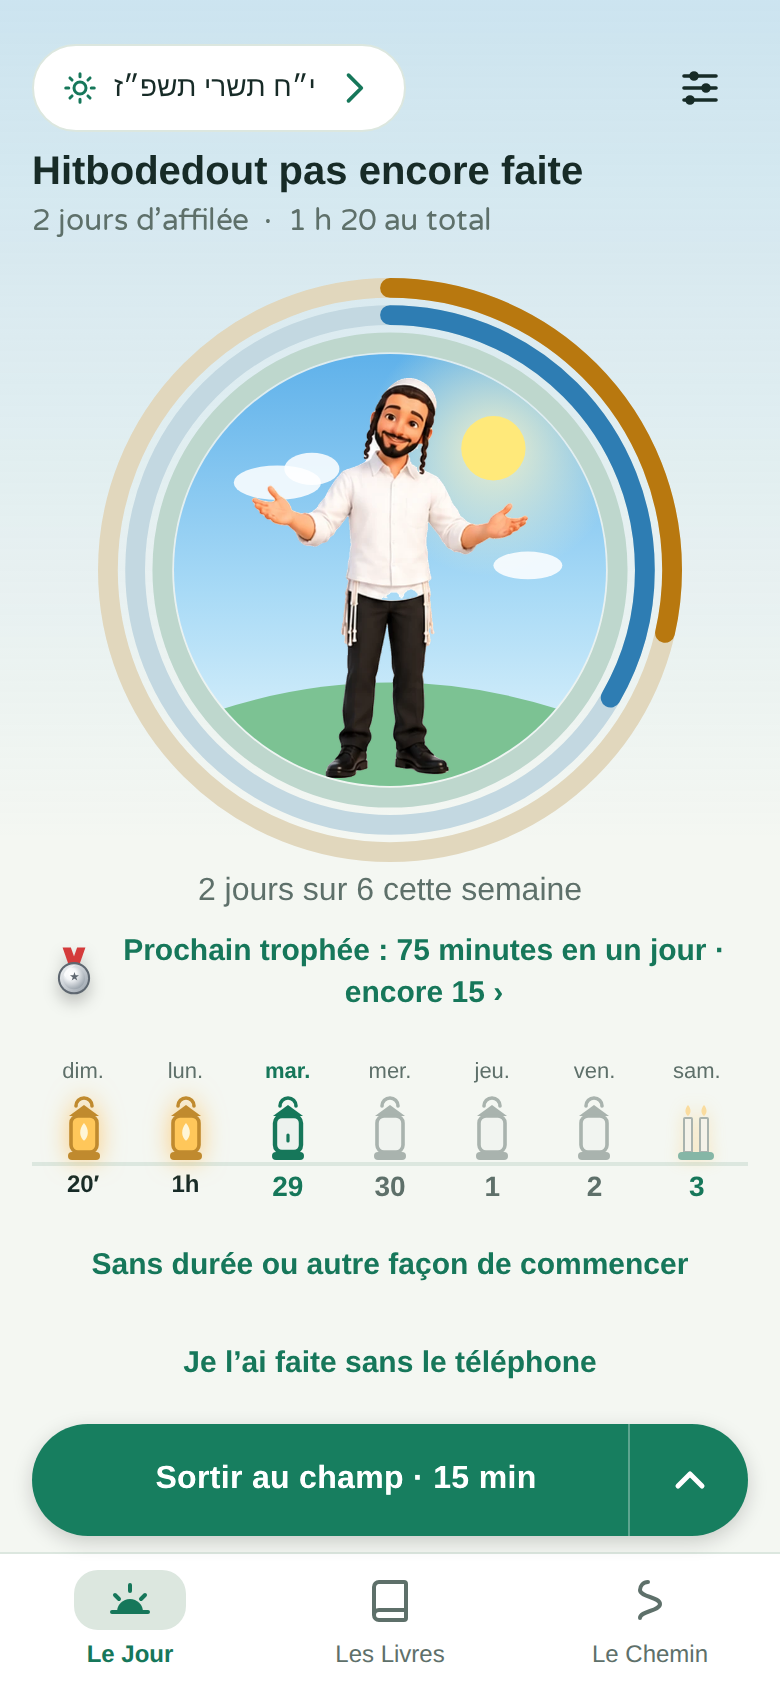 י״ח תשרי תשפ״ז
Hitbodedout pas encore faite
2 jours d’affilée · 1 h 20 au total
2 jours sur 6 cette semaine
Prochain trophée : 75 minutes en un jour ·
encore 15 ›
dim. lun. mar. mer. jeu. ven. sam.
20′ 1h 29 30 1 2 3
Sans durée ou autre façon de commencer
Je l’ai faite sans le téléphone
Sortir au champ · 15 min
Le Jour Les Livres Le Chemin